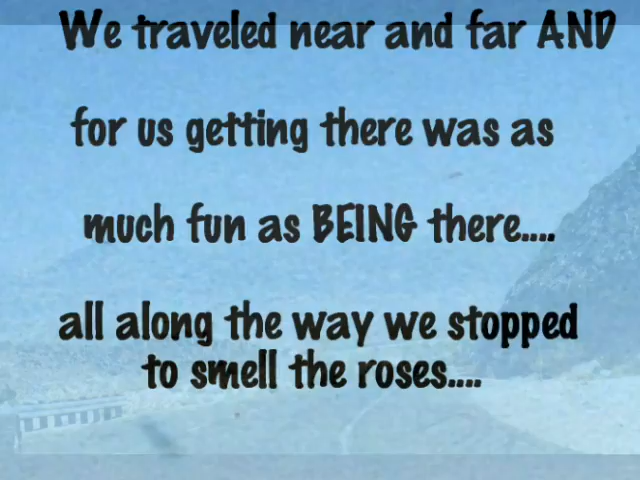 We traveled near and far AND
for us getting there was as
much fun as BEING there....
all along the way we stopped
to smell the roses....